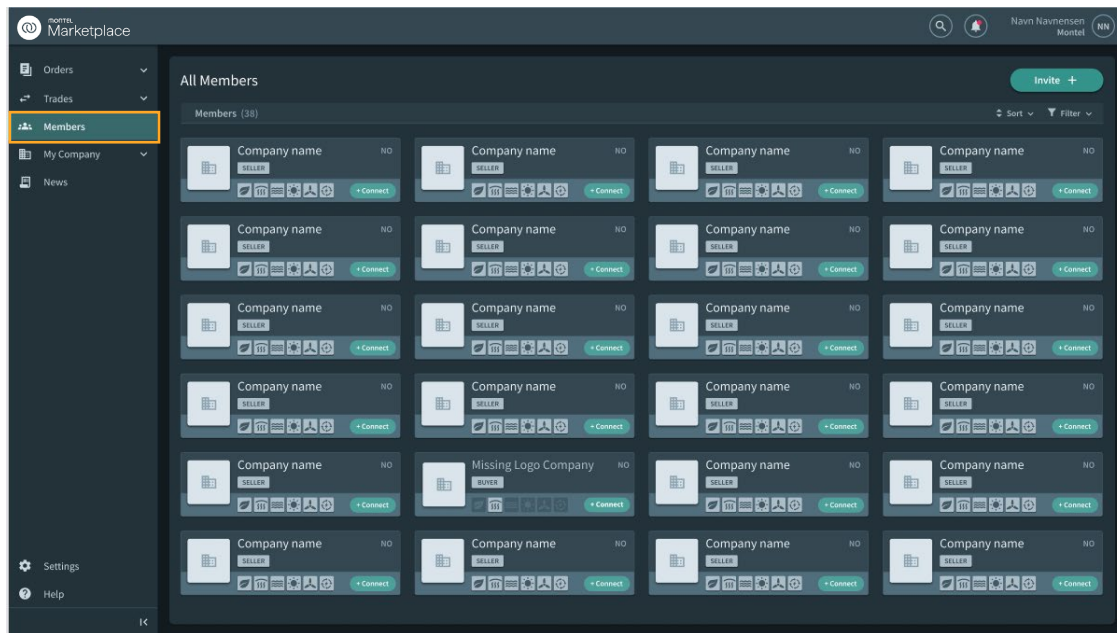 montel
Marketplace
Navn Navnensen
Montel
NN
Orders
Trades
Members
My Company
News
Settings
Help
All Members
Invite +
Members (38)
Sort
Filter
Company name NO
SELLER
+ Connect
Company name NO
SELLER
+ Connect
Company name NO
SELLER
+ Connect
Company name NO
SELLER
+ Connect
Company name NO
SELLER
+ Connect
Company name NO
SELLER
+ Connect
Company name NO
SELLER
+ Connect
Company name NO
SELLER
+ Connect
Company name NO
SELLER
+ Connect
Company name NO
SELLER
+ Connect
Company name NO
SELLER
+ Connect
Company name NO
SELLER
+ Connect
Company name NO
SELLER
+ Connect
Company name NO
SELLER
+ Connect
Company name NO
SELLER
+ Connect
Company name NO
SELLER
+ Connect
Company name NO
SELLER
+ Connect
Missing Logo Company NO
BUYER
+ Connect
Company name NO
SELLER
+ Connect
Company name NO
SELLER
+ Connect
Company name NO
SELLER
+ Connect
Company name NO
SELLER
+ Connect
Company name NO
SELLER
+ Connect
Company name NO
SELLER
+ Connect